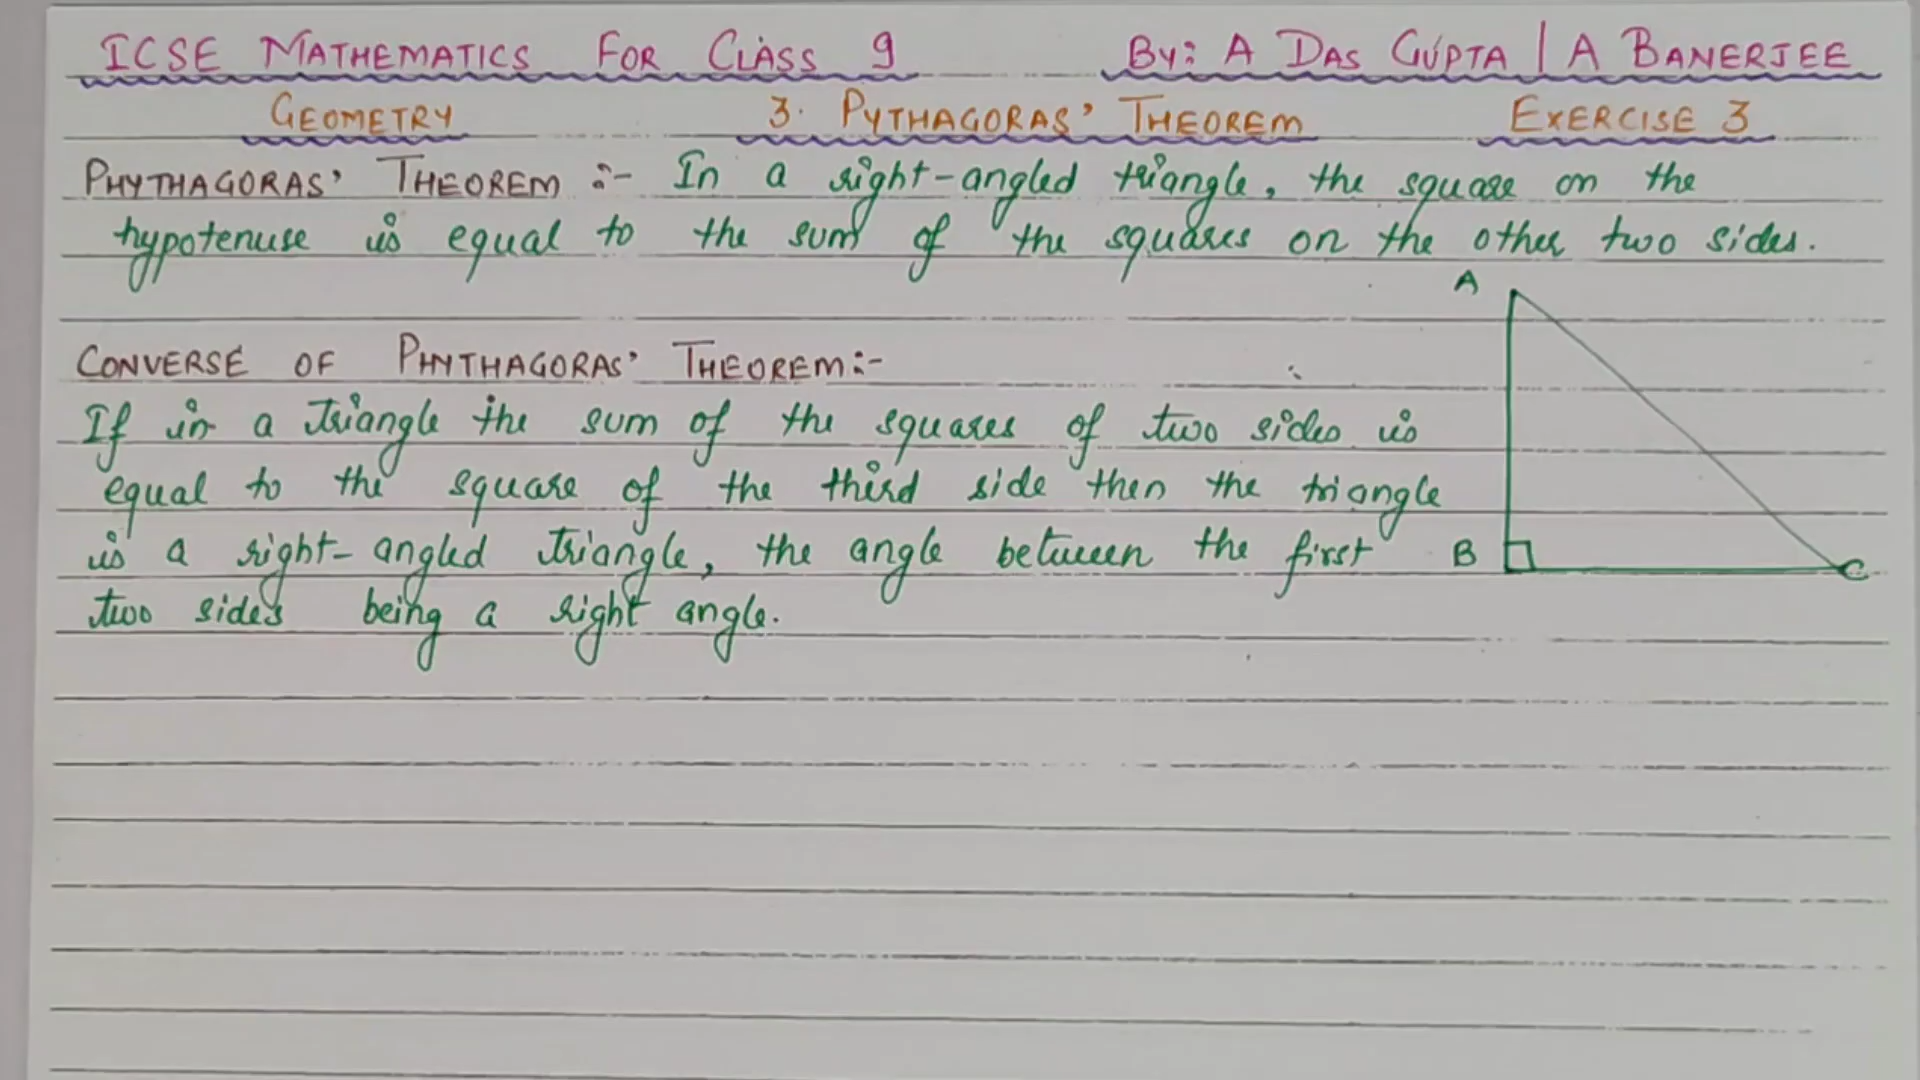 ICSE MATHEMATICS FOR CLASS 9 BY: A DAS GUPTA | A BANERJEE
GEOMETRY 3. PYTHAGORAS' THEOREM EXERCISE 3
PHYTHAGORAS' THEOREM :- In a right-angled triangle, the square on the
hypotenuse is equal to the sum of the squares on the other two sides.
A
CONVERSE OF PHYTHAGORAS' THEOREM:-
If in a triangle the sum of the squares of two sides is
equal to the square of the third side then the triangle
is a right-angled triangle, the angle between the first
B C
two sides being a right angle.